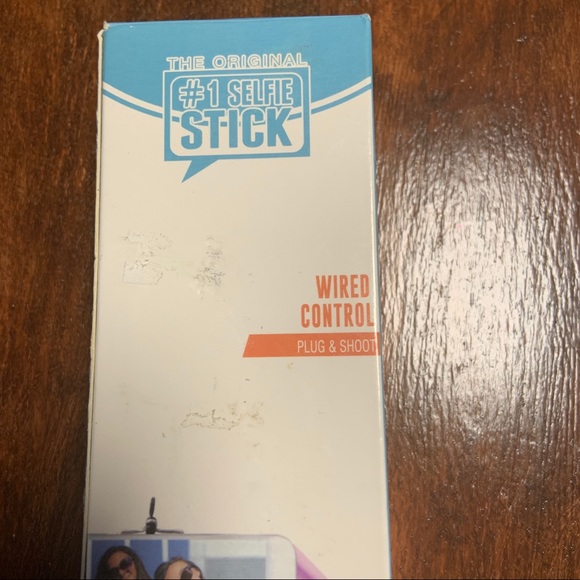 THE ORIGINAL
#1 SELFIE
STICK
WIRED
CONTROL
PLUG & SHOOT